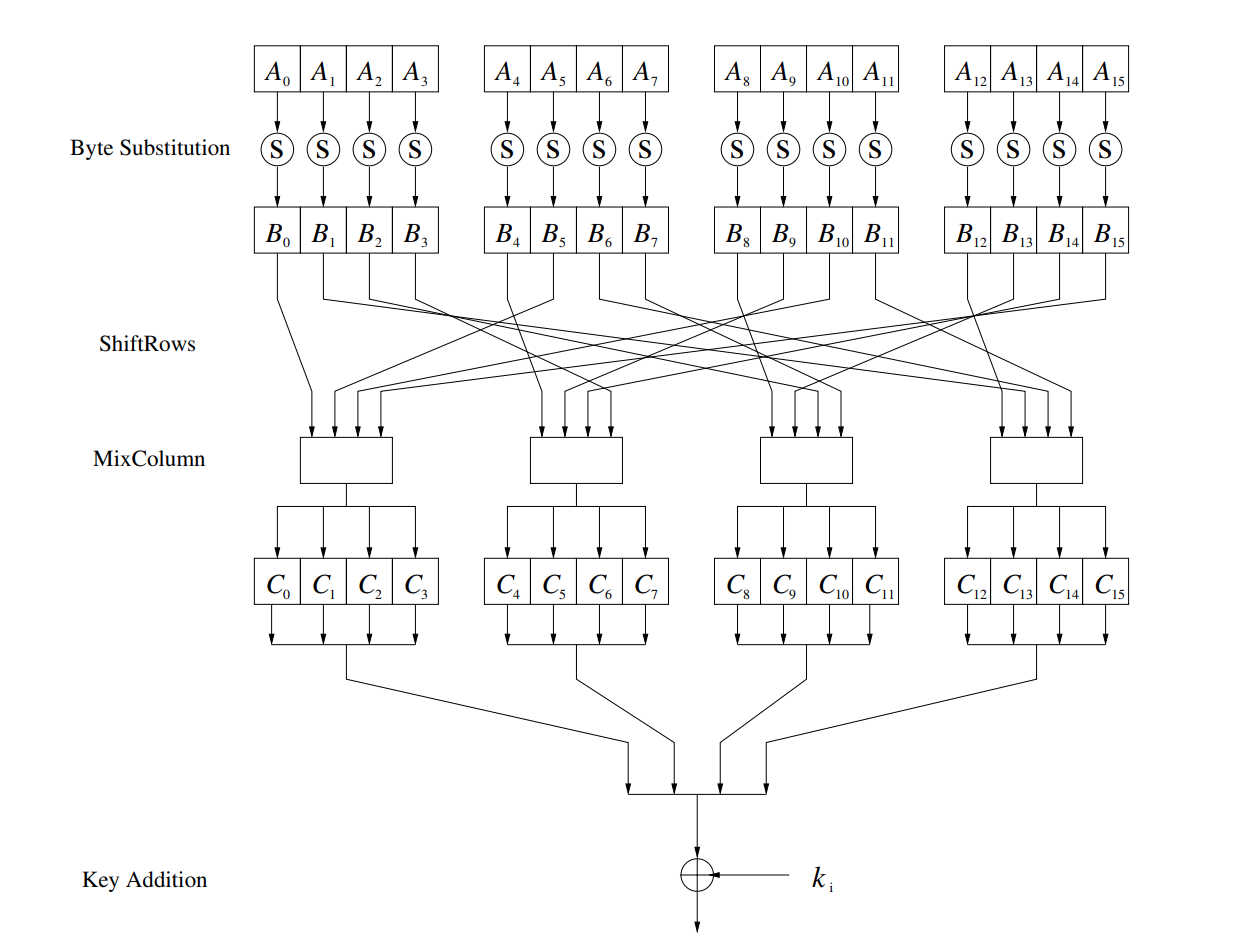 A₀ A₁ A₂ A₃ A₄ A₅ A₆ A₇ A₈ A₉ A₁₀ A₁₁ A₁₂ A₁₃ A₁₄ A₁₅
Byte Substitution S S S S S S S S S S S S S S S S
B₀ B₁ B₂ B₃ B₄ B₅ B₆ B₇ B₈ B₉ B₁₀ B₁₁ B₁₂ B₁₃ B₁₄ B₁₅
ShiftRows
MixColumn
C₀ C₁ C₂ C₃ C₄ C₅ C₆ C₇ C₈ C₉ C₁₀ C₁₁ C₁₂ C₁₃ C₁₄ C₁₅
Key Addition kᵢ